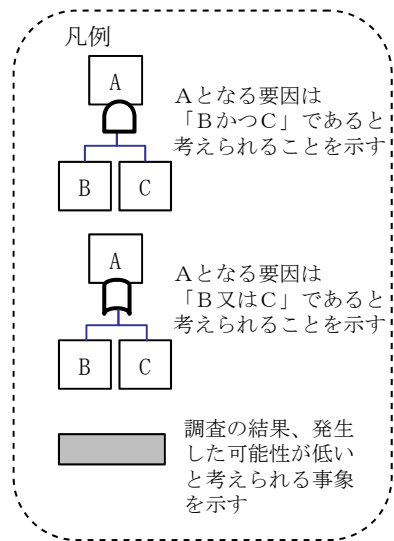 凡例
A
Aとなる要因は
「BかつC」であると
考えられることを示す
B
C
A
Aとなる要因は
「B又はC」であると
考えられることを示す
B
C
調査の結果、発生
した可能性が低い
と考えられる事象
を示す